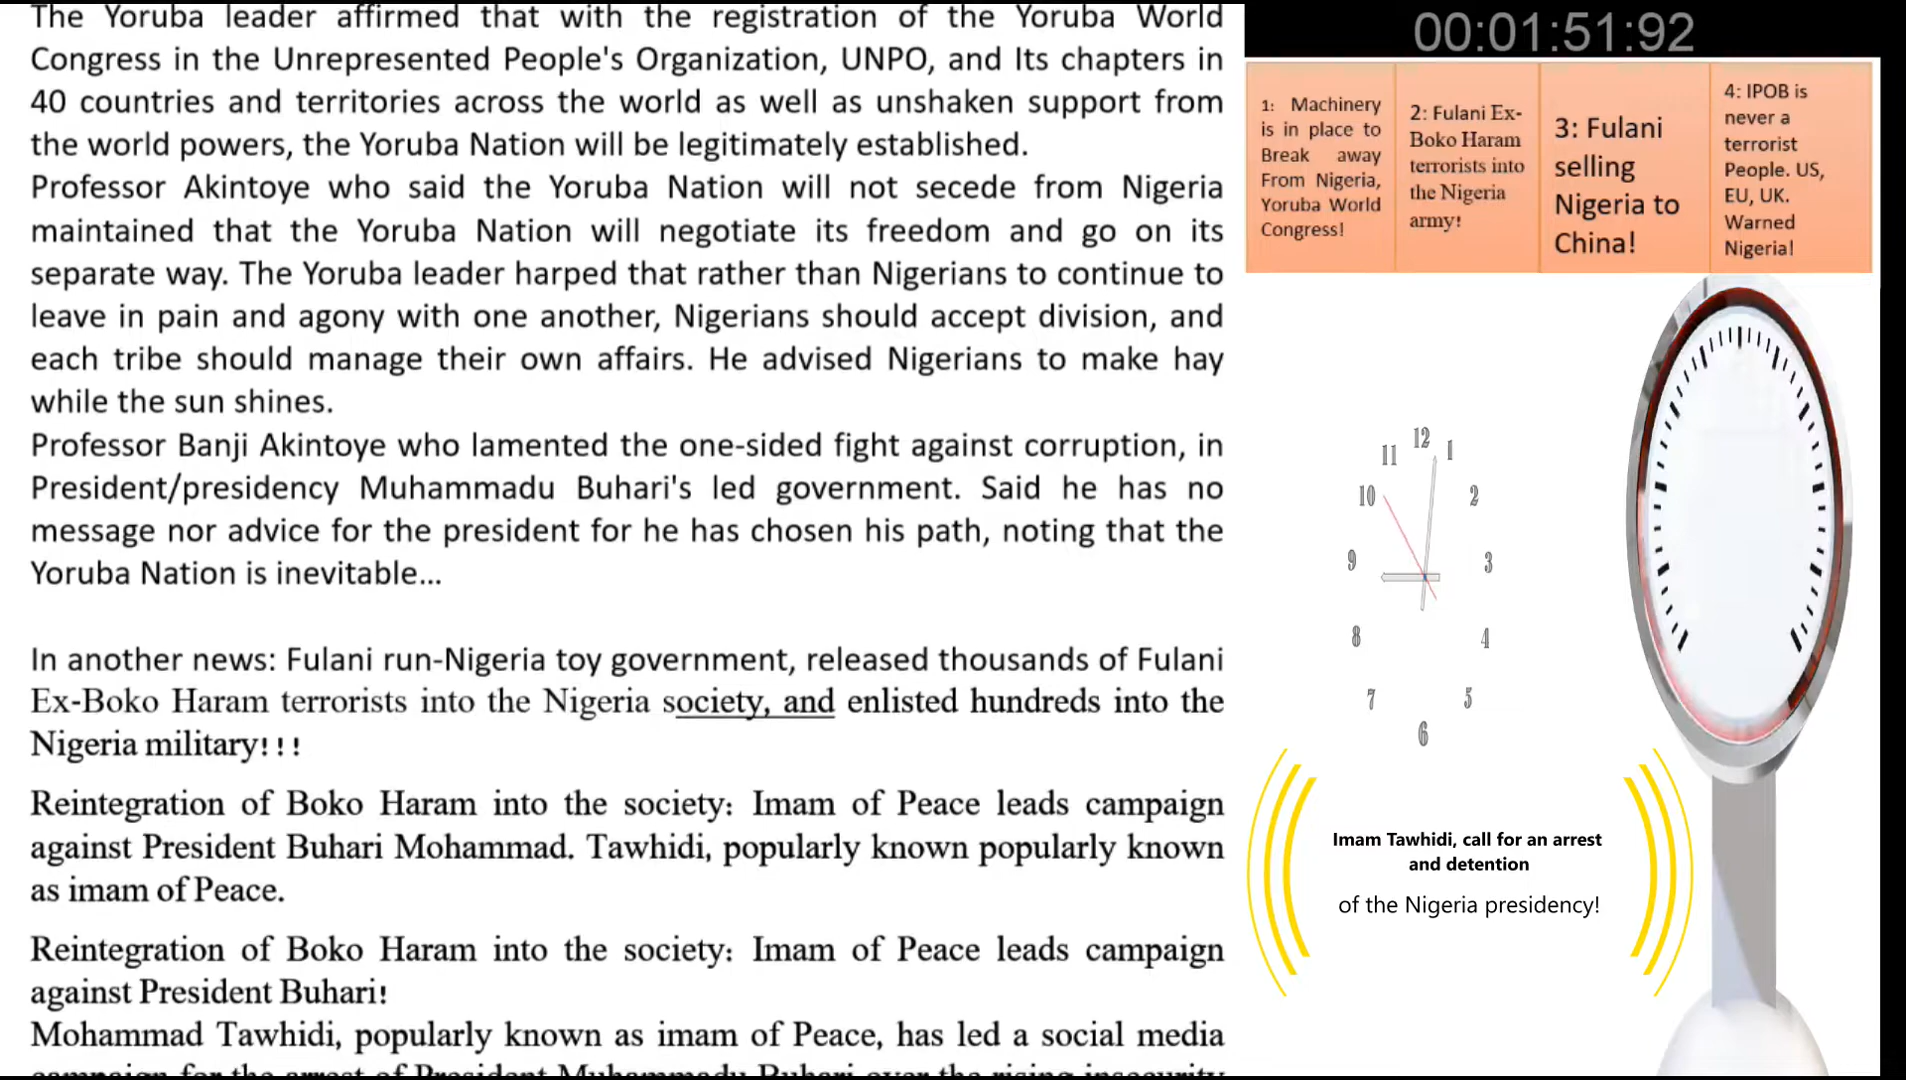 The Yoruba leader affirmed that with the registration of the Yoruba World
Congress in the Unrepresented People's Organization, UNPO, and Its chapters in
40 countries and territories across the world as well as unshaken support from
the world powers, the Yoruba Nation will be legitimately established.
Professor Akintoye who said the Yoruba Nation will not secede from Nigeria
maintained that the Yoruba Nation will negotiate its freedom and go on its
separate way. The Yoruba leader harped that rather than Nigerians to continue to
leave in pain and agony with one another, Nigerians should accept division, and
each tribe should manage their own affairs. He advised Nigerians to make hay
while the sun shines.
Professor Banji Akintoye who lamented the one-sided fight against corruption, in
President/presidency Muhammadu Buhari's led government. Said he has no
message nor advice for the president for he has chosen his path, noting that the
Yoruba Nation is inevitable...
In another news: Fulani run-Nigeria toy government, released thousands of Fulani
Ex-Boko Haram terrorists into the Nigeria society, and enlisted hundreds into the
Nigeria military!!!
Reintegration of Boko Haram into the society: Imam of Peace leads campaign
against President Buhari Mohammad. Tawhidi, popularly known popularly known
as imam of Peace.
Reintegration of Boko Haram into the society: Imam of Peace leads campaign
against President Buhari!
Mohammad Tawhidi, popularly known as imam of Peace, has led a social media
campaign for the arrest of President Muhammadu Buhari over the rising insecurity
00:01:51:92
1: Machinery
is in place to
Break away
From Nigeria,
Yoruba World
Congress!
2: Fulani Ex-
Boko Haram
terrorists into
the Nigeria
army!
3: Fulani
selling
Nigeria to
China!
4: IPOB is
never a
terrorist
People. US,
EU, UK.
Warned
Nigeria!
12
11
1
10
2
9
3
8
4
7
5
6
Imam Tawhidi, call for an arrest
and detention
of the Nigeria presidency!